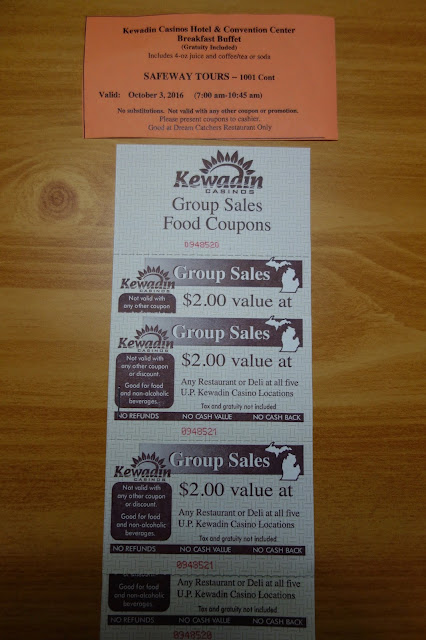 Kewadin Casinos Hotel & Convention Center
Breakfast Buffet
(Gratuity Included)
Includes 4-oz juice and coffee/tea or soda
SAFEWAY TOURS – 1001 Cont
Valid: October 3, 2016 (7:00 am-10:45 am)
No substitutions. Not valid with any other coupon or promotion.
Please present coupons to cashier.
Good at Dream Catchers Restaurant Only
Kewadin
CASINOS
Group Sales
Food Coupons
0948520
Kewadin
CASINOS
Group Sales
Not valid with
any other coupon
$2.00 value at
Kewadin
CASINOS
Group Sales
Not valid with
any other coupon
or discount.
Good for food
and non-alcoholic
beverages.
$2.00 value at
Any Restaurant or Deli at all five
U.P. Kewadin Casino Locations
Tax and gratuity not included
NO REFUNDS NO CASH VALUE NO CASH BACK
0948521
Kewadin
CASINOS
Group Sales
Not valid with
any other coupon
or discount.
Good for food
and non-alcoholic
beverages.
$2.00 value at
Any Restaurant or Deli at all five
U.P. Kewadin Casino Locations
Tax and gratuity not included
NO REFUNDS NO CASH VALUE NO CASH BACK
0948521
Good for food
and non-alcoholic
beverages.
Any Restaurant or Deli at all five
U.P. Kewadin Casino Locations
Tax and gratuity not included
NO REFUNDS NO CASH VALUE NO CASH BACK
0948520